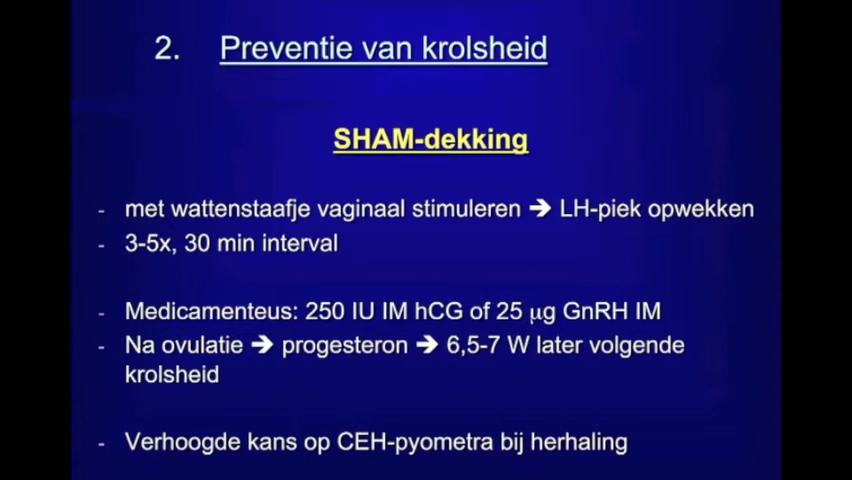 2. Preventie van krolsheid
SHAM-dekking
- met wattenstaafje vaginaal stimuleren ➔ LH-piek opwekken
- 3-5x, 30 min interval
- Medicamenteus: 250 IU IM hCG of 25 μg GnRH IM
- Na ovulatie ➔ progesteron ➔ 6,5-7 W later volgende
krolsheid
- Verhoogde kans op CEH-pyometra bij herhaling